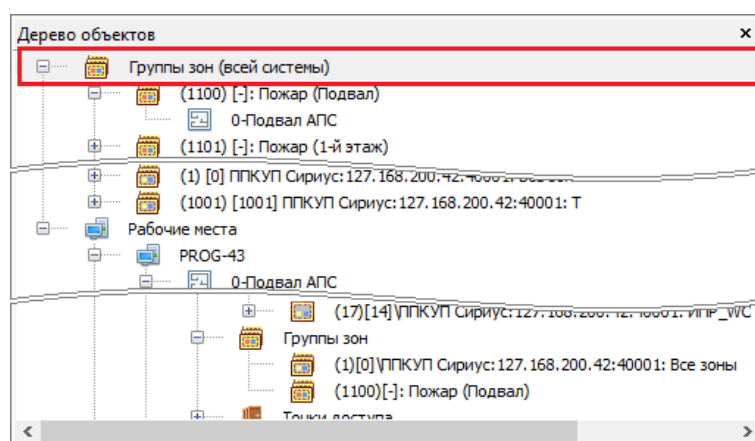 Дерево объектов
Группы зон (всей системы)
(1100) [-]: Пожар (Подвал)
0-Подвал АПС
(1101) [-]: Пожар (1-й этаж)
(1) [0] ППКУП Сириус:127.168.200.42:40001:
(1001) [1001] ППКУП Сириус:127.168.200.42:40001: Т
Рабочие места
PROG-43
0-Подвал АПС
(17)[14]\ППКУП Сириус:127.168.200.42:40001: ИПР_WC
Группы зон
(1)[0]\ППКУП Сириус:127.168.200.42:40001: Все зоны
(1100)[-]: Пожар (Подвал)
Точки доступа